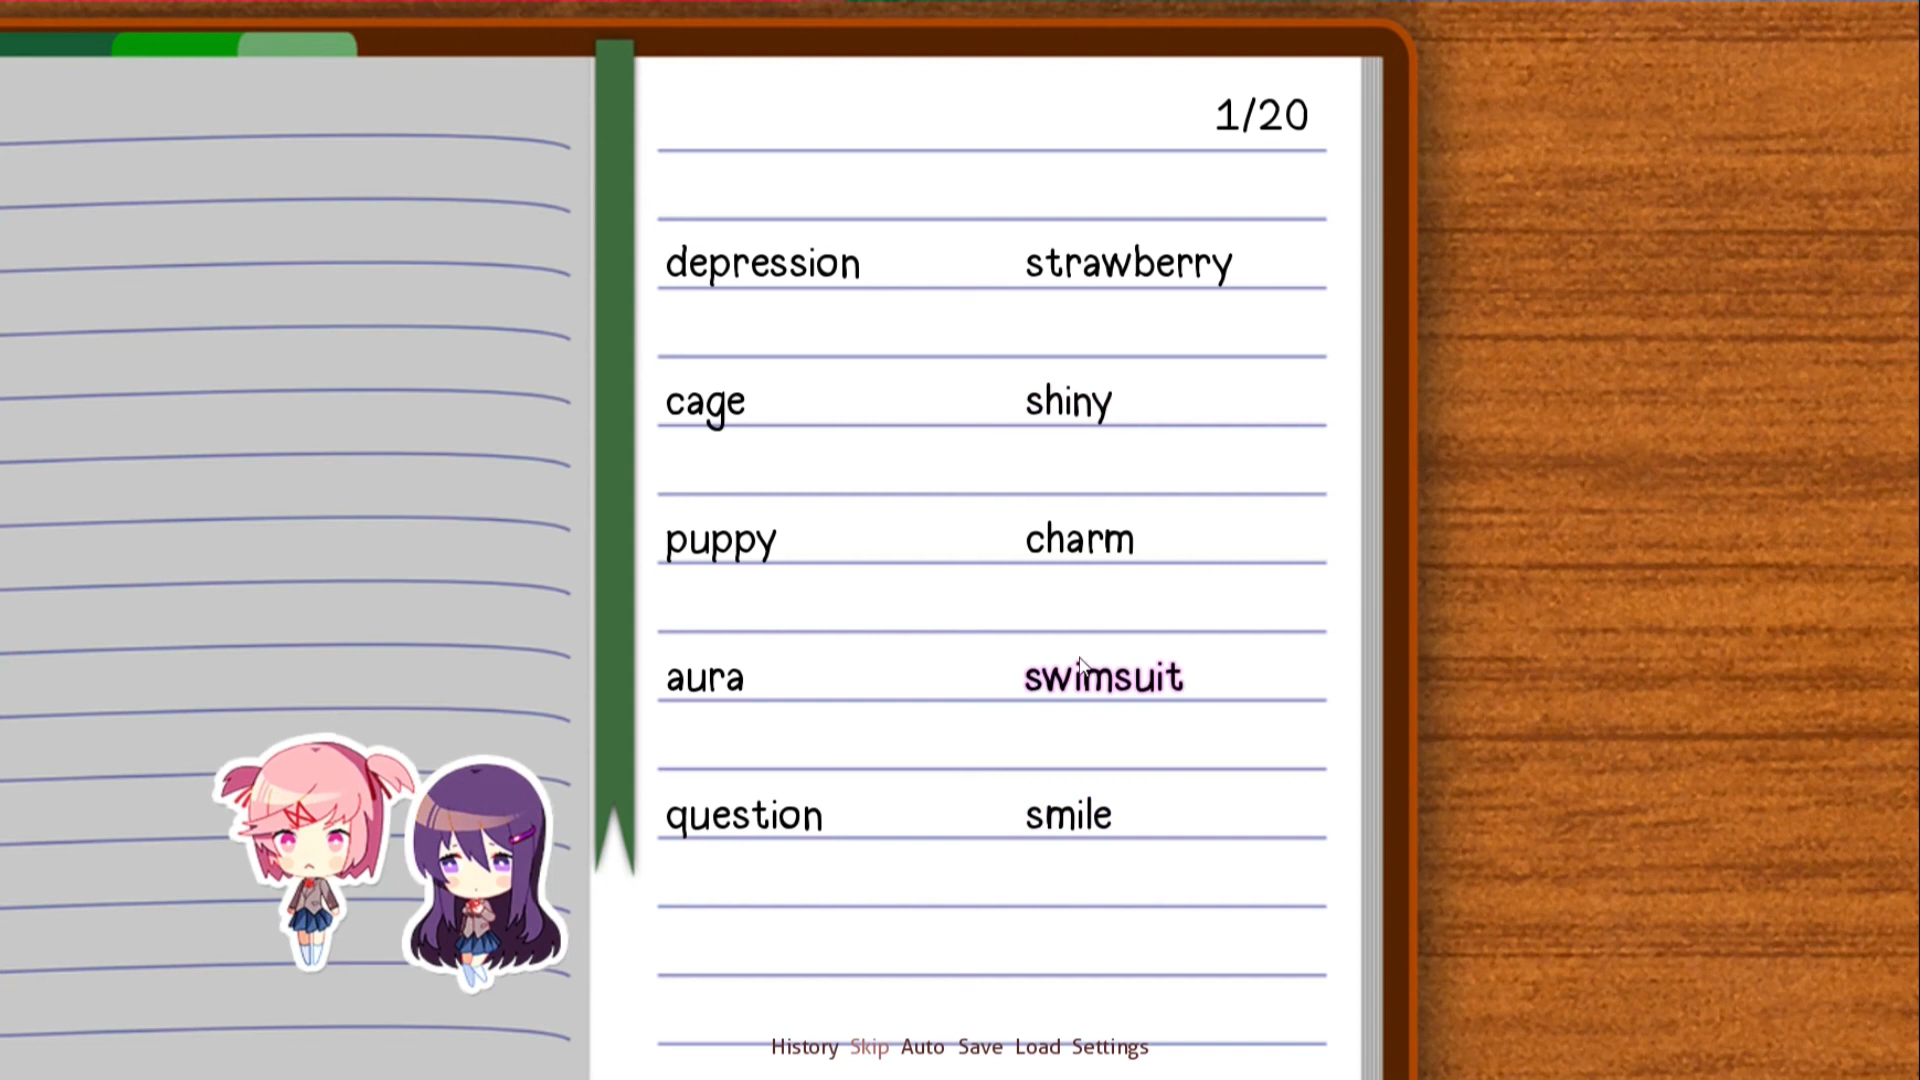 1/20
depression strawberry
cage shiny
puppy charm
aura swimsuit
question smile
History Skip Auto Save Load Settings